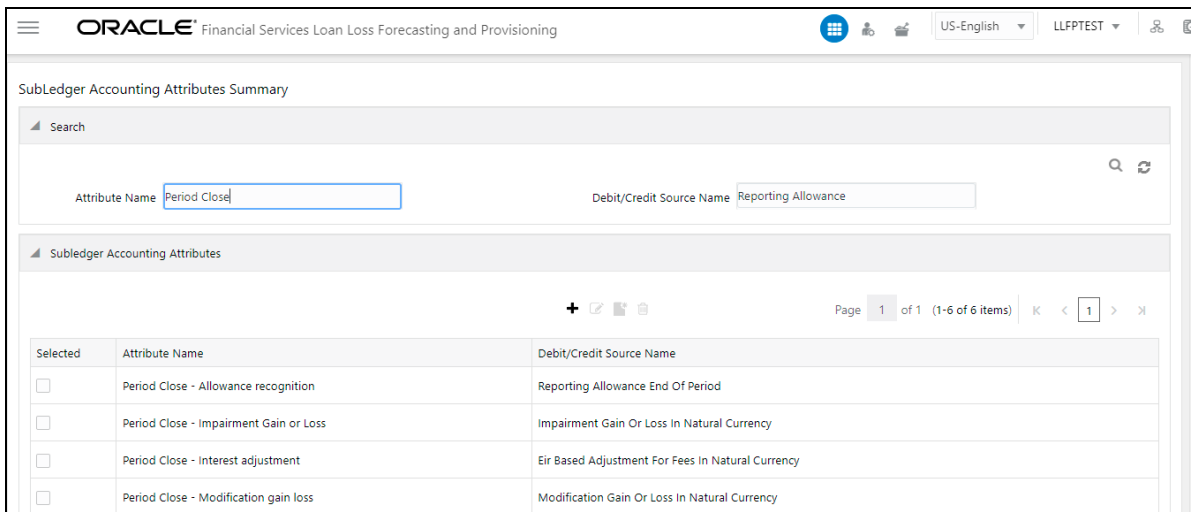 ORACLE® Financial Services Loan Loss Forecasting and Provisioning US-English LLFPTEST
SubLedger Accounting Attributes Summary
Search
Attribute Name Period Close Debit/Credit Source Name Reporting Allowance
Subledger Accounting Attributes
Page 1 of 1 (1-6 of 6 items) K < 1 > >|
Selected Attribute Name Debit/Credit Source Name
Period Close - Allowance recognition Reporting Allowance End Of Period
Period Close - Impairment Gain or Loss Impairment Gain Or Loss In Natural Currency
Period Close - Interest adjustment Eir Based Adjustment For Fees In Natural Currency
Period Close - Modification gain loss Modification Gain Or Loss In Natural Currency